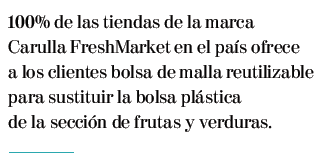 100% de las tiendas de la marca
Carulla FreshMarket en el país ofrece
a los clientes bolsa de malla reutilizable
para sustituir la bolsa plástica
de la sección de frutas y verduras.